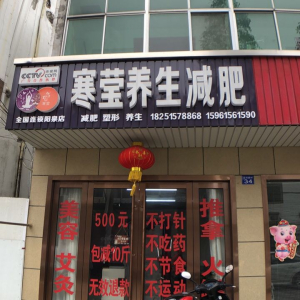 CCTV.com
寒莹养生减肥
全国连锁阳泉店
减肥 塑形 养生 18251578868 15961561590
美容 艾灸
500元
包减10斤
无效退款
不打针
不吃药
不节食
不运动
推拿 火
34